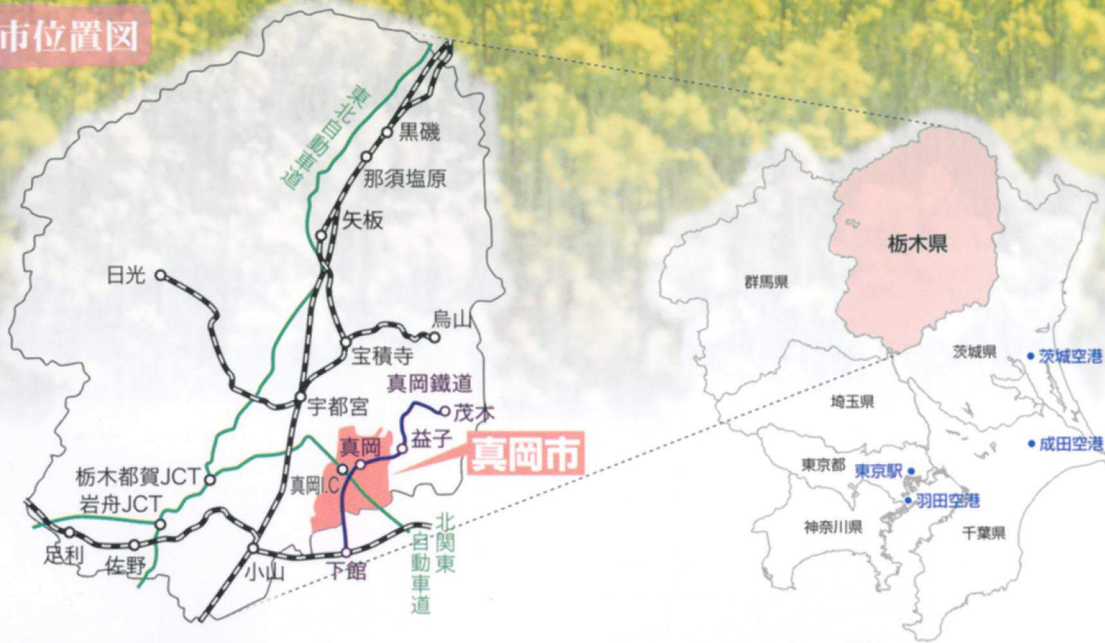 市位置図
東北自動車道
黒磯
那須塩原
矢板
日光
烏山
宝積寺
真岡鐵道
宇都宮
茂木
益子
真岡
真岡市
真岡I.C
栃木都賀JCT
岩舟JCT
足利
佐野
小山
下館
北関東
自動車道
栃木県
群馬県
茨城県
茨城空港
埼玉県
成田空港
東京都
東京駅
羽田空港
神奈川県
千葉県